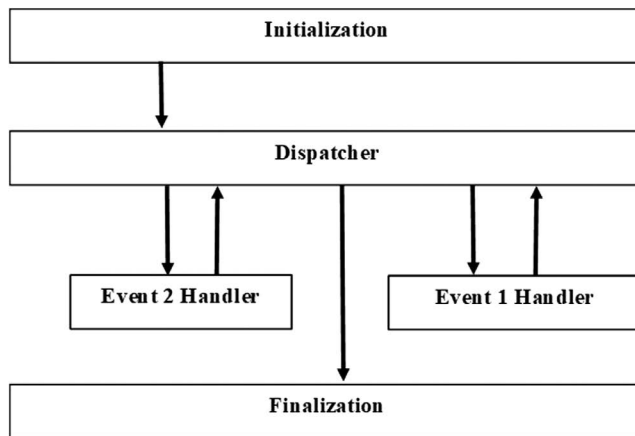 Initialization
Dispatcher
Event 2 Handler
Event 1 Handler
Finalization